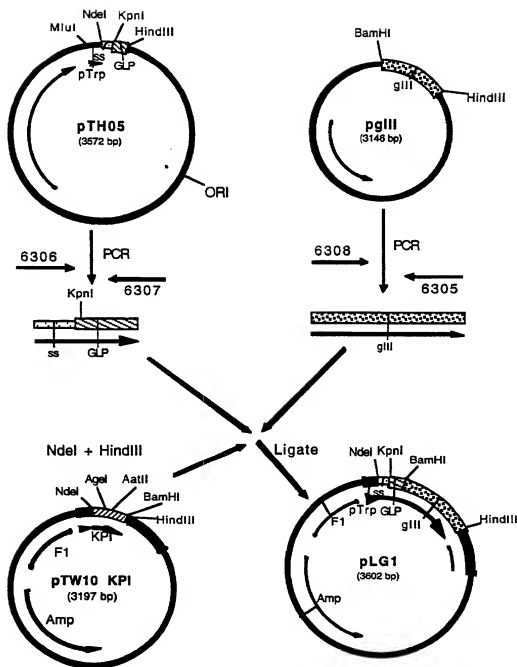 NdeI
KpnI
MluI
HindIII
ss
pTrp
GLP
pTH05
(3572 bp)
ORI
BamHI
gIII
HindIII
pgIII
(3146 bp)
6306
PCR
6307
KpnI
ss
GLP
6308
PCR
6305
gIII
NdeI + HindIII
Ligate
AgeI
AatII
NdeI
BamHI
HindIII
KPI
F1
pTW10 KPI
(3197 bp)
Amp
NdeI
KpnI
BamHI
ss
pTrp
GLP
gIII
HindIII
F1
pLG1
(3602 bp)
Amp